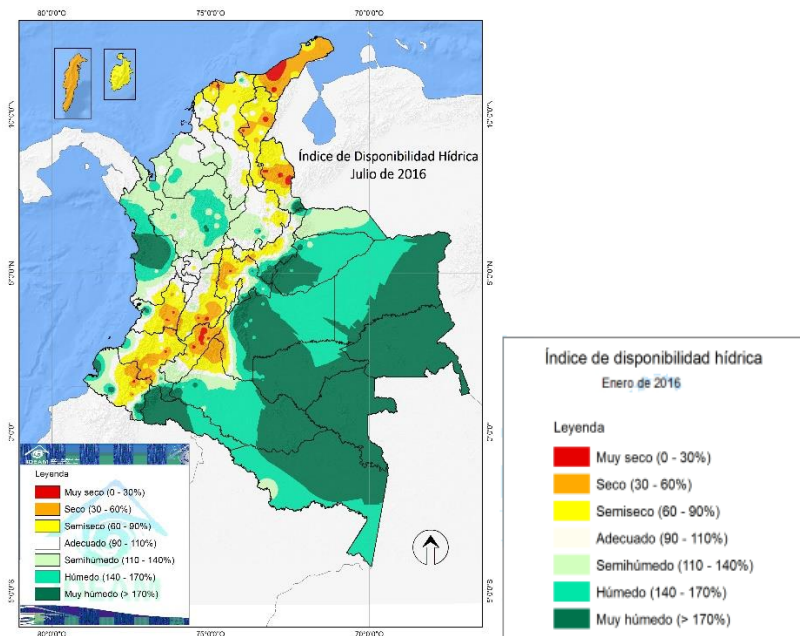 80°0'0"O 75°0'0"O 70°0'0"O
Índice de Disponibilidad Hídrica
Julio de 2016
IDEAM
Leyenda
Muy seco (0 - 30%)
Seco (30 - 60%)
Semiseco (60 - 90%)
Adecuado (90 - 110%)
Semihúmedo (110 - 140%)
Húmedo (140 - 170%)
Muy húmedo (> 170%)
80°0'0"O 75°0'0"O 70°0'0"O
Índice de disponibilidad hídrica
Enero de 2016
Leyenda
Muy seco (0 - 30%)
Seco (30 - 60%)
Semiseco (60 - 90%)
Adecuado (90 - 110%)
Semihúmedo (110 - 140%)
Húmedo (140 - 170%)
Muy húmedo (> 170%)